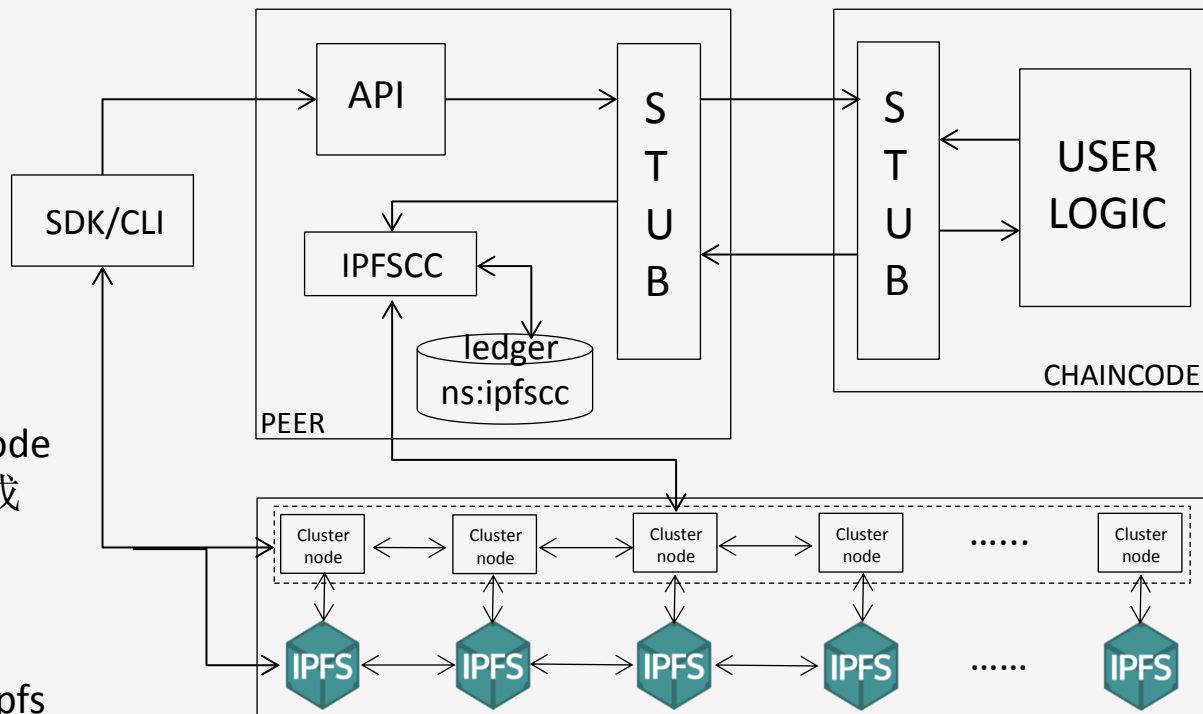 API
S
T
U
B
S
T
U
B
USER
LOGIC
SDK/CLI
IPFSCC
ledger
ns:ipfscc
CHAINCODE
PEER
ode
成
Cluster
node
Cluster
node
Cluster
node
Cluster
node
......
Cluster
node
IPFS
IPFS
IPFS
IPFS
......
IPFS
pfs